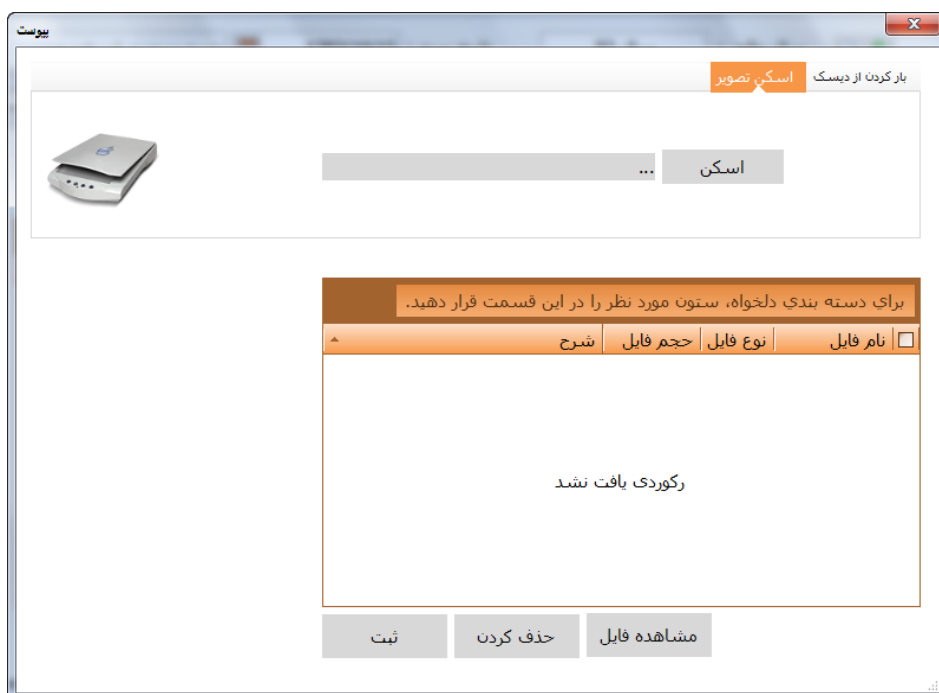 پیوست
بار کردن از دیسک اسکن تصویر
اسکن ...
براي دسته بندي دلخواه، ستون مورد نظر را در اين قسمت قرار دهيد.
نام فایل نوع فایل حجم فایل شرح
رکوردی یافت نشد
مشاهده فایل حذف کردن ثبت